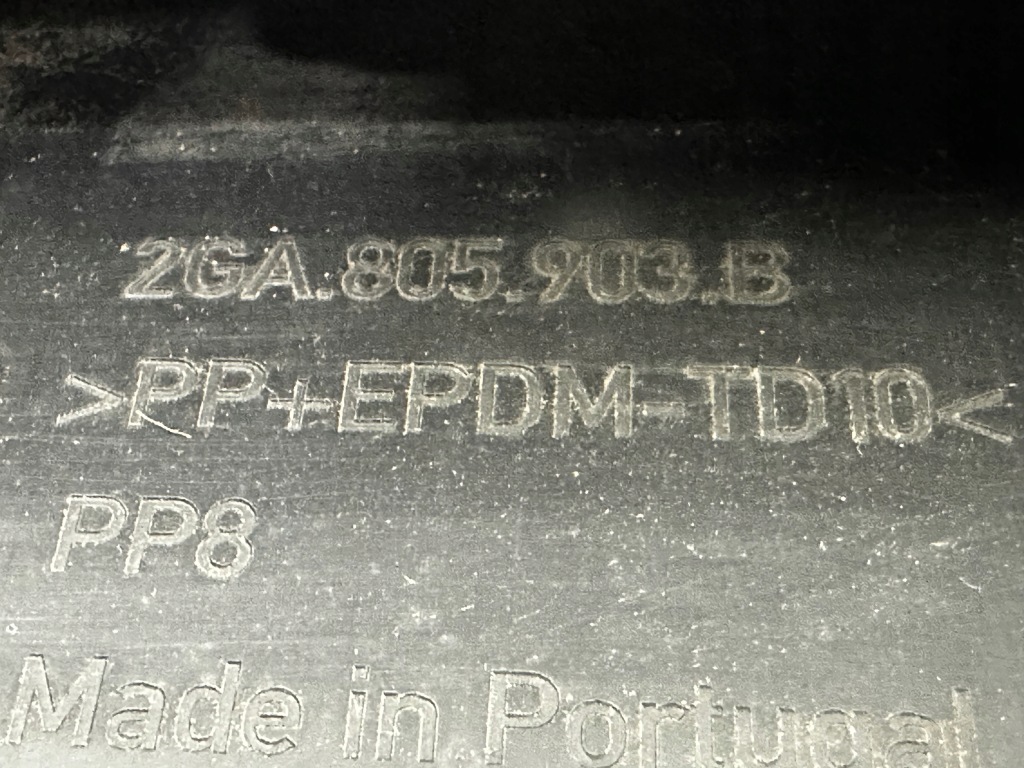 2GA.805.903.B
>PP+EPDM-TD10<
PP8
Made in Portugal